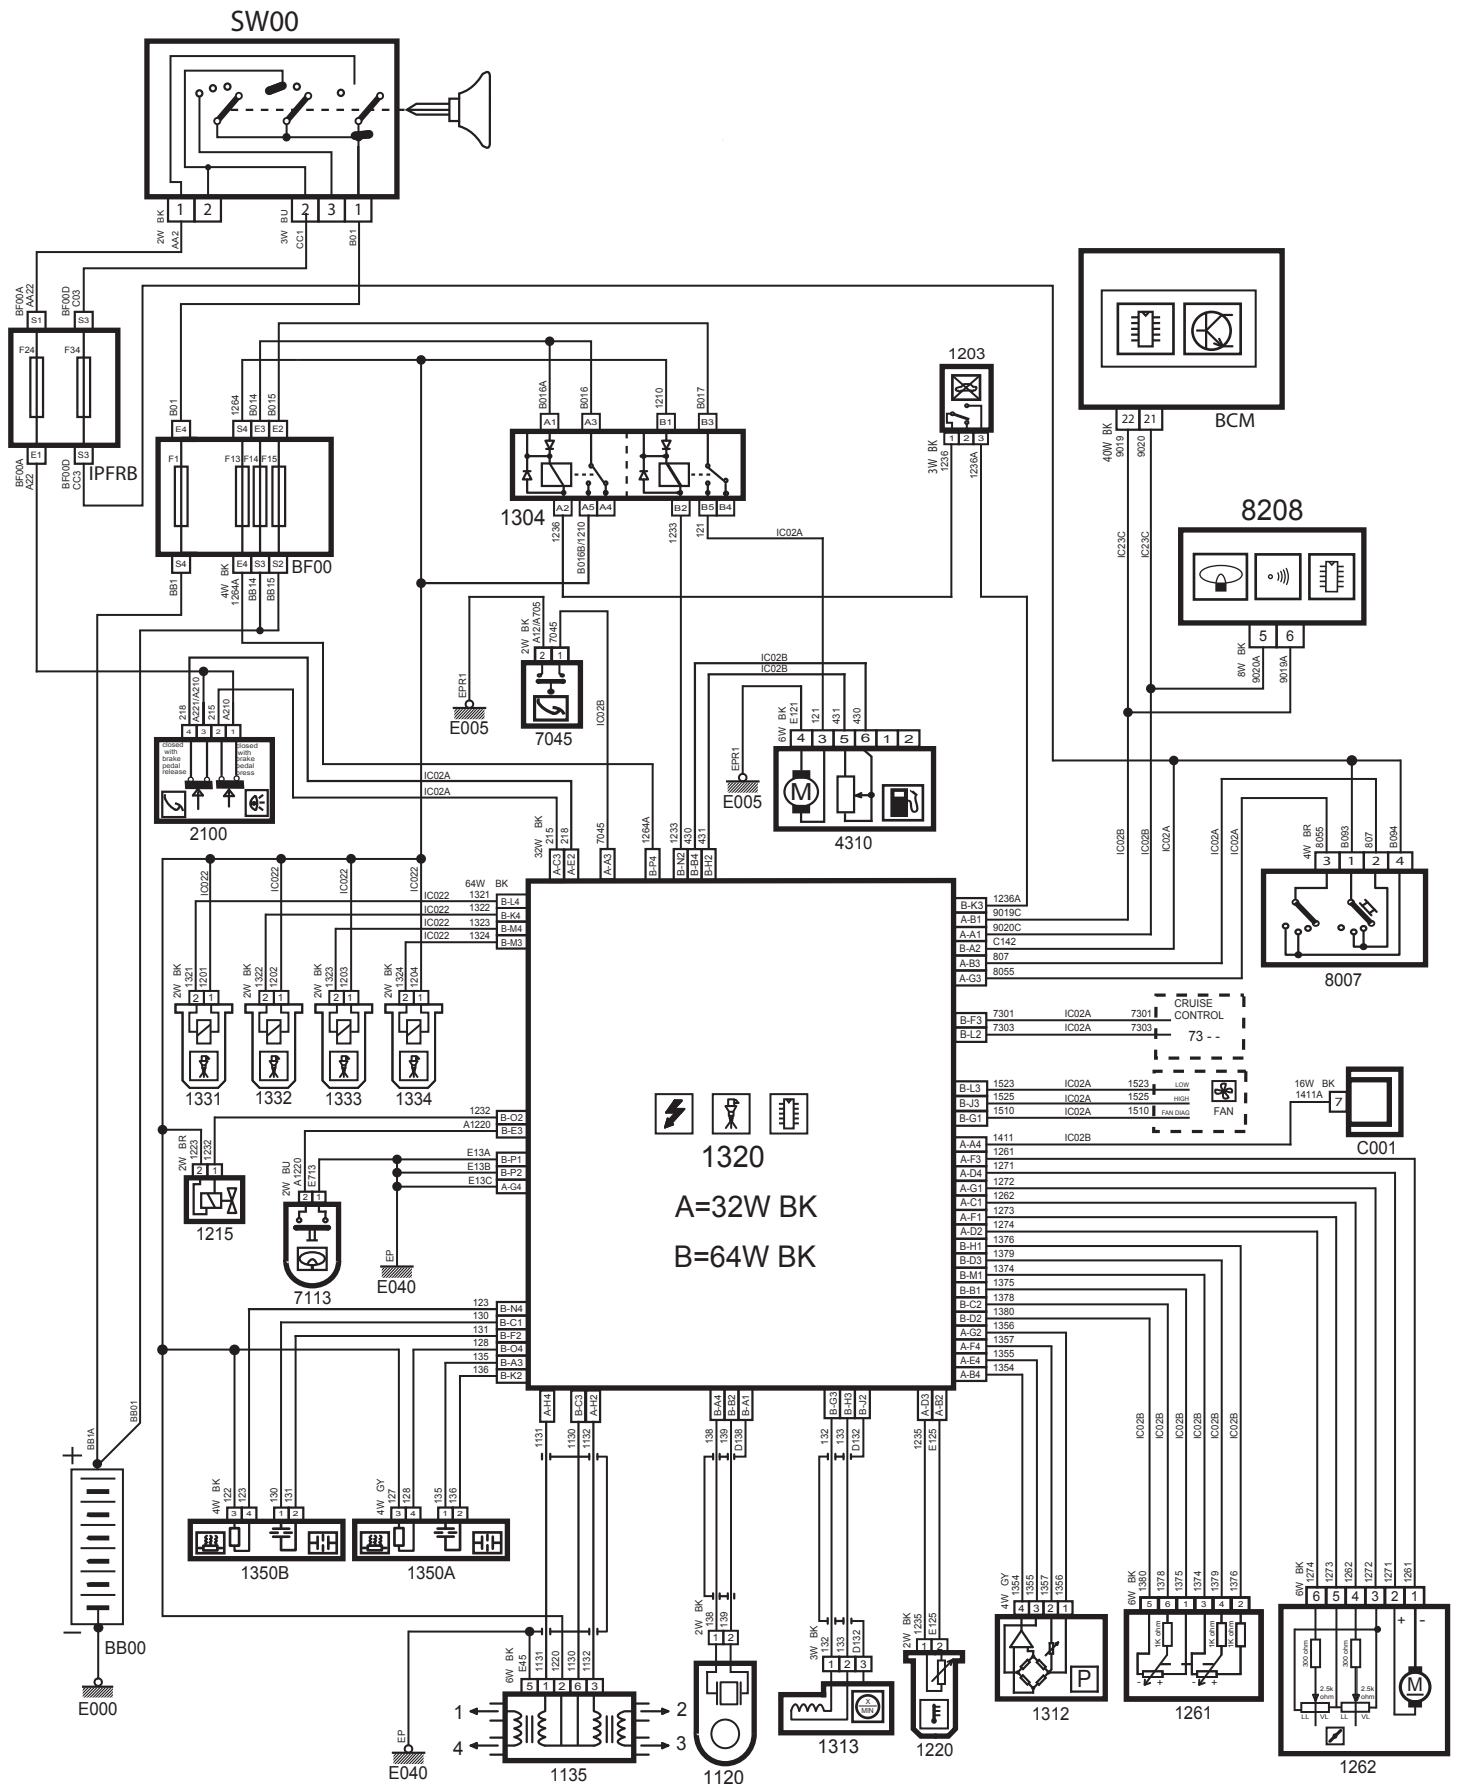 SW00
1 2 2 3 1
2W BK
AA2
3W BU
CC1
B01
BF00A
AA22
BF00D
C03
S1 S3
F24 F34
E1 S3
IPFRB
BF00A
A22
BF00D
CC3
B01
1264
B014
B015
E4 S4 E3 E2
F1 F13 F14 F15
S4 E4 S3 S2
BF00
BB1
4W BK
1264A
BB14
BB15
B016A
B016
1210
B017
A1 A3 B1 B3
A2 A5 A4 B2 B5 B4
1304
1236
B016B/1210
1233
121
IC02A
1203
1 2 3
3W BK
1236
1236A
BCM
22 21
40W BK
9019
9020
IC23C
IC23C
8208
5 6
8W BK
9020A
9019A
2W BK
A12/A705
7045
2 1
7045
IC02B
EPR1
E005
IC02B
IC02B
6W BK
E121
121
431
430
4 3 5 6 1 2
M
4310
EPR1
E005
218
A221/A210
215
A210
4 3 2 1
closed with brake pedal release
closed with brake pedal press
2100
IC02A
IC02A
32W BK
215
218
7045
1264A
1233
430
431
A-C3 A-E2 A-A3 B-P4 B-N2 B-B4 B-H2
IC02B
IC02B
IC02A
IC02A
IC02A
4W BR
8055
B093
807
B094
3 1 2 4
8007
IC022
IC022
IC022
IC022
64W BK
IC022 1321 B-L4
IC022 1322 B-K4
IC022 1323 B-M4
IC022 1324 B-M3
2W BK
1321
1201
2 1
1331
2W BK
1322
1202
2 1
1332
2W BK
1323
1203
2 1
1333
2W BK
1324
1204
2 1
1334
B-K3 1236A
A-B1 9019C
A-A1 9020C
B-A2 C142
A-B3 807
A-G3 8055
B-F3 7301 IC02A 7301
B-L2 7303 IC02A 7303
CRUISE
CONTROL
73 - -
B-L3 1523 IC02A 1523 LOW
B-J3 1525 IC02A 1525 HIGH
B-G1 1510 IC02A 1510 FAN DIAG
FAN
16W BK
1411A
7
C001
1320
A=32W BK
B=64W BK
1232 B-O2
A1220 B-E3
E13A B-P1
E13B B-P2
E13C A-G4
2W BR
1223
1232
2 1
1215
2W BU
A1220
E713
2 1
7113
EP
E040
A-A4 1411 IC02B
A-F3 1261
A-D4 1271
A-G1 1272
A-C1 1262
A-F1 1273
A-D2 1274
B-H1 1376
B-D3 1379
B-M1 1374
B-B1 1375
B-C2 1378
B-D2 1380
A-G2 1356
A-F4 1357
A-E4 1355
A-B4 1354
123 B-N4
130 B-C1
131 B-F2
128 B-O4
135 B-A3
136 B-K2
A-H4 B-C3 A-H2 B-A4 B-B2 B-A1 B-G3 B-H3 B-J2 A-D3 A-B2
1131
1130
1132
138
139
D138
132
133
D132
1235
E125
IC02B
IC02B
IC02B
IC02B
IC02B
BB1A
BB01
+
−
BB00
E000
4W BK
122
123
130
131
3 4 1 2
1350B
4W GY
127
128
135
136
3 4 1 2
1350A
EP
E040
6W BK
E45
1131
1220
1130
1132
5 1 2 6 3
1 2
4 3
1135
2W BK
138
139
1 2
1120
3W BK
132
133
D132
1 2 3
X
MIN
1313
2W BK
1235
E125
1 2
1220
4W GY
1354
1355
1357
1356
4 3 2 1
P
1312
6W BK
1380
1378
1375
1374
1379
1376
5 6 1 3 4 2
1K ohm
1K ohm
1K ohm
- + - +
1261
6W BK
1274
1273
1262
1272
1271
1261
6 5 4 3 2 1
+ -
300 ohm
300 ohm
2.5k ohm
2.5k ohm
LL VL LL VL
M
1262